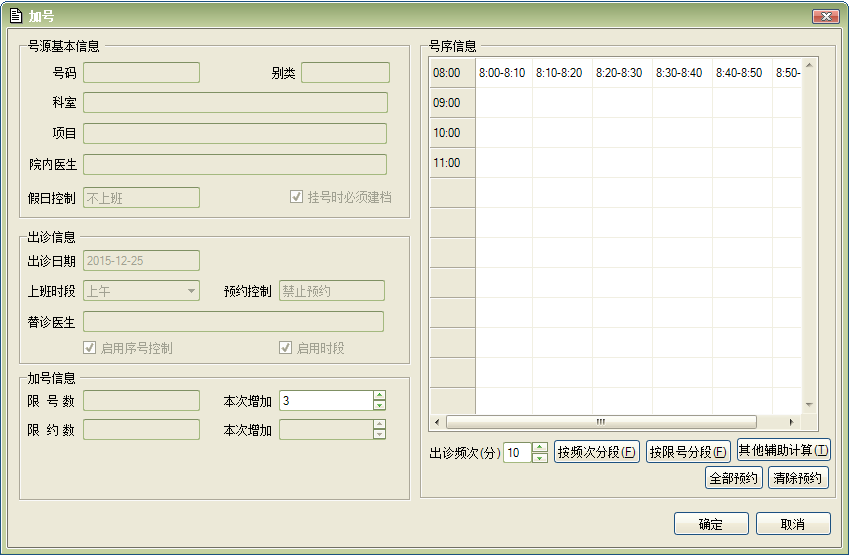 加号
号源基本信息
号码
别类
科室
项目
院内医生
假日控制 不上班
挂号时必须建档
出诊信息
出诊日期 2015-12-25
上班时段 上午
预约控制 禁止预约
替诊医生
启用序号控制
启用时段
加号信息
限 号 数
本次增加 3
限 约 数
本次增加
号序信息
08:00 8:00-8:10 8:10-8:20 8:20-8:30 8:30-8:40 8:40-8:50 8:50-
09:00
10:00
11:00
出诊频次(分) 10 按频次分段(F) 按限号分段(F) 其他辅助计算(T)
全部预约 清除预约
确定 取消